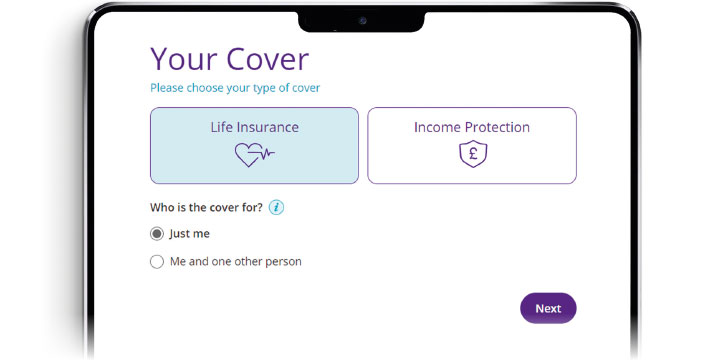 Your Cover
Please choose your type of cover
Life Insurance
Income Protection
£
Who is the cover for? i
Just me
Me and one other person
Next